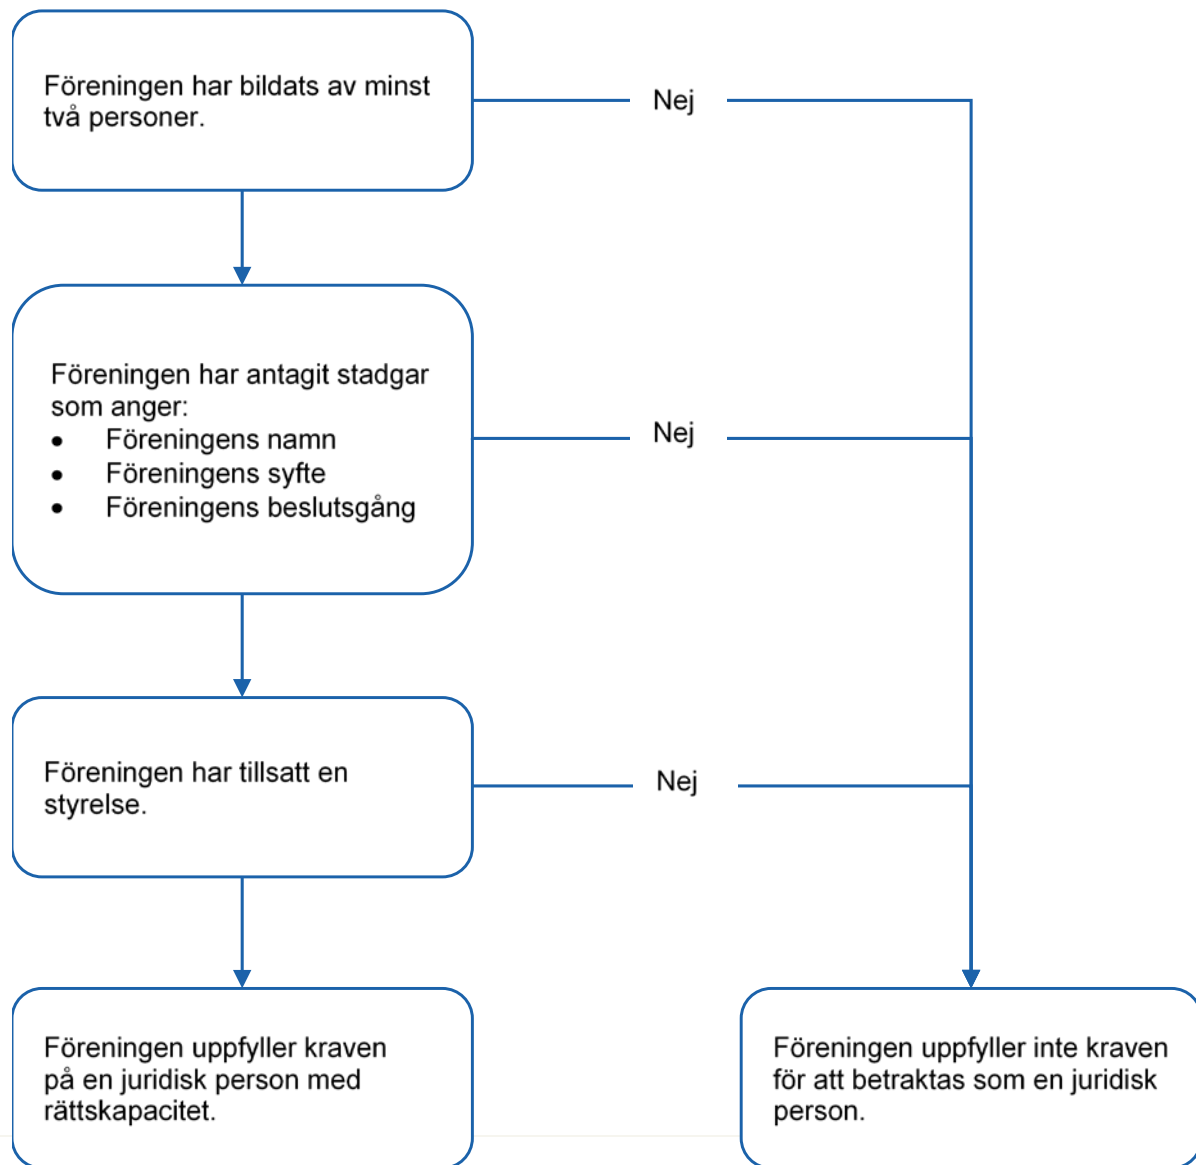 Föreningen har bildats av minst
två personer.
Nej
Föreningen har antagit stadgar
som anger:
• Föreningens namn
• Föreningens syfte
• Föreningens beslutsgång
Nej
Föreningen har tillsatt en
styrelse.
Nej
Föreningen uppfyller kraven
på en juridisk person med
rättskapacitet.
Föreningen uppfyller inte kraven
för att betraktas som en juridisk
person.